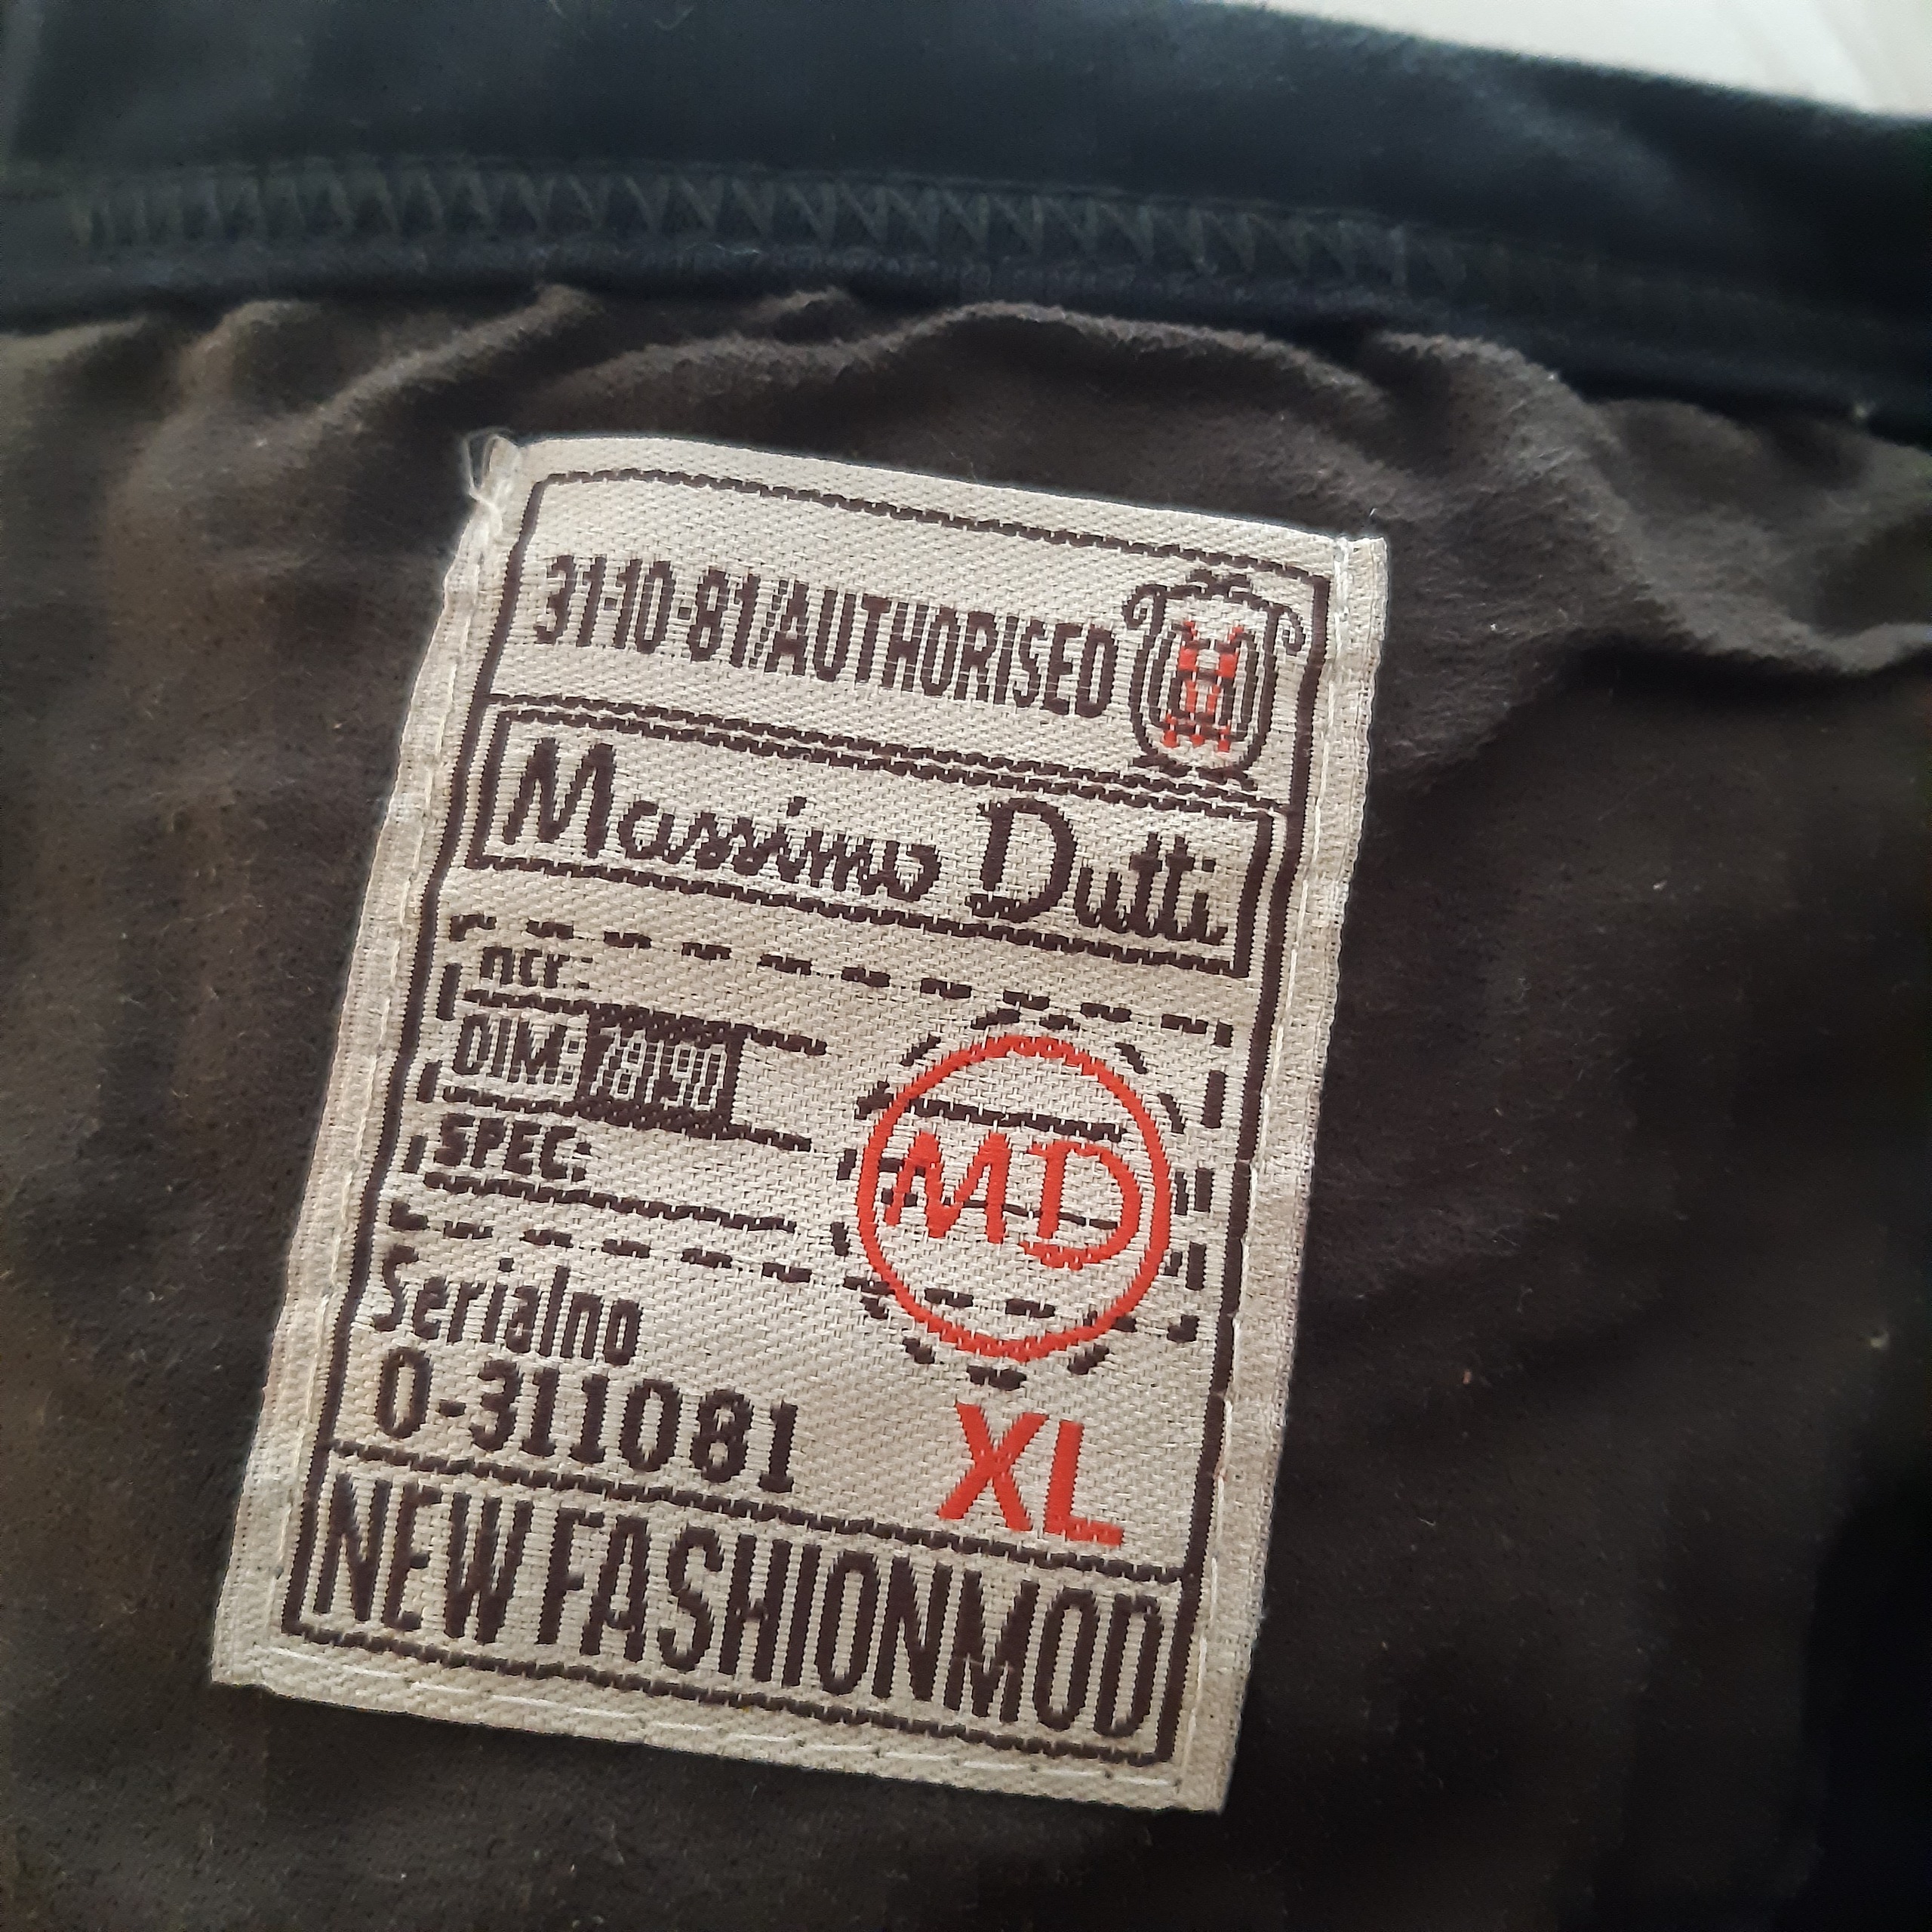 31-10-81/AUTHORISED
Massimo Dutti
DIM:
SPEC:
MD
Serialno
0-311081
XL
NEW FASHIONMOD